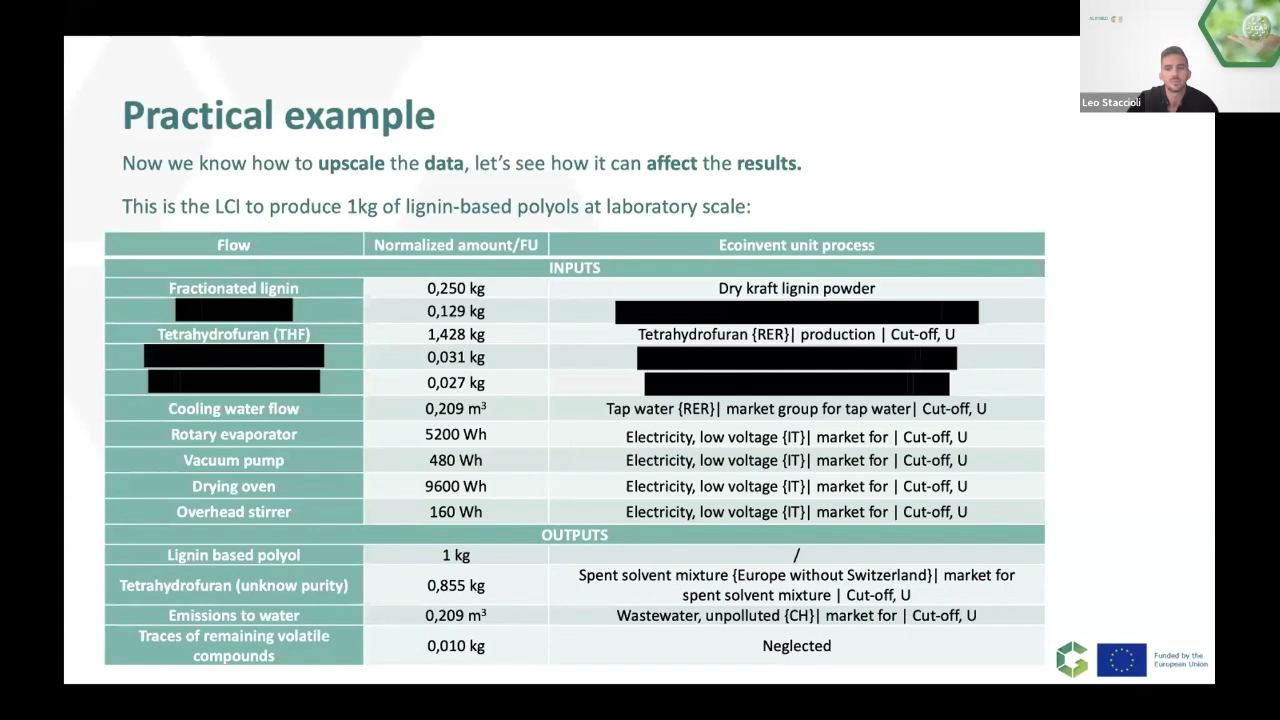 Leo Staccioli
Practical example
Now we know how to upscale the data, let's see how it can affect the results.
This is the LCI to produce 1kg of lignin-based polyols at laboratory scale:
Flow Normalized amount/FU Ecoinvent unit process
INPUTS
Fractionated lignin 0,250 kg Dry kraft lignin powder
0,129 kg
Tetrahydrofuran (THF) 1,428 kg Tetrahydrofuran {RER}| production | Cut-off, U
0,031 kg
0,027 kg
Cooling water flow 0,209 m³ Tap water {RER}| market group for tap water| Cut-off, U
Rotary evaporator 5200 Wh Electricity, low voltage {IT}| market for | Cut-off, U
Vacuum pump 480 Wh Electricity, low voltage {IT}| market for | Cut-off, U
Drying oven 9600 Wh Electricity, low voltage {IT}| market for | Cut-off, U
Overhead stirrer 160 Wh Electricity, low voltage {IT}| market for | Cut-off, U
OUTPUTS
Lignin based polyol 1 kg /
Tetrahydrofuran (unknow purity) 0,855 kg Spent solvent mixture {Europe without Switzerland}| market for
spent solvent mixture | Cut-off, U
Emissions to water 0,209 m³ Wastewater, unpolluted {CH}| market for | Cut-off, U
Traces of remaining volatile
compounds 0,010 kg Neglected
Funded by the
European Union